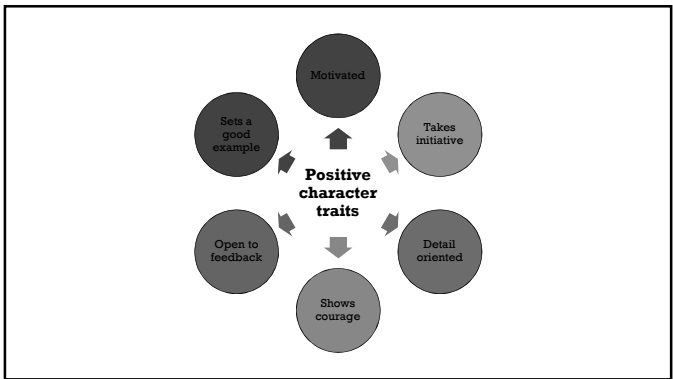 Motivated
Takes
initiative
Detail
oriented
Shows
courage
Open to
feedback
Sets a
good
example
Positive
character
traits